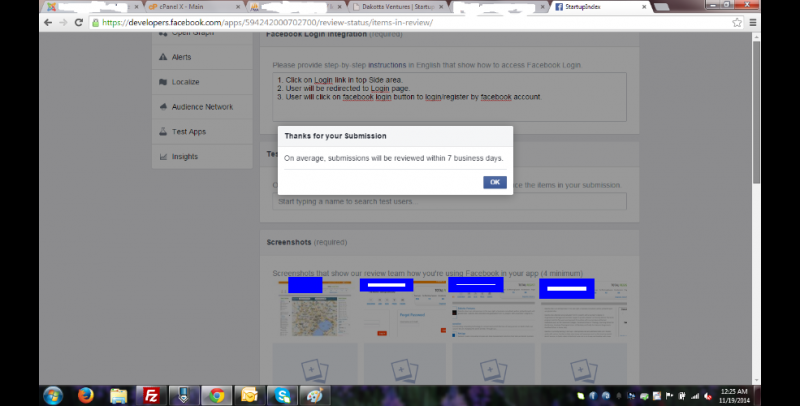 cPanel X - Main
Dakotta Ventures | Startup
StartupIndex
https://developers.facebook.com/apps/594242000702700/review-status/items-in-review/
Open Graph
Alerts
Localize
Audience Network
Test Apps
Insights
Facebook Login Integration (required)
Please provide step-by-step instructions in English that show how to access Facebook Login
1. Click on Login link in top Side area.
2. User will be redirected to Login page.
3. User will click on facebook login button to login/register by facebook account.
Thanks for your Submission
On average, submissions will be reviewed within 7 business days.
OK
the items in your submission
Start typing a name to search test users...
Screenshots (required)
Screenshots that show our review team how you're using Facebook in your app (4 minimum)
12:25 AM
11/19/2014